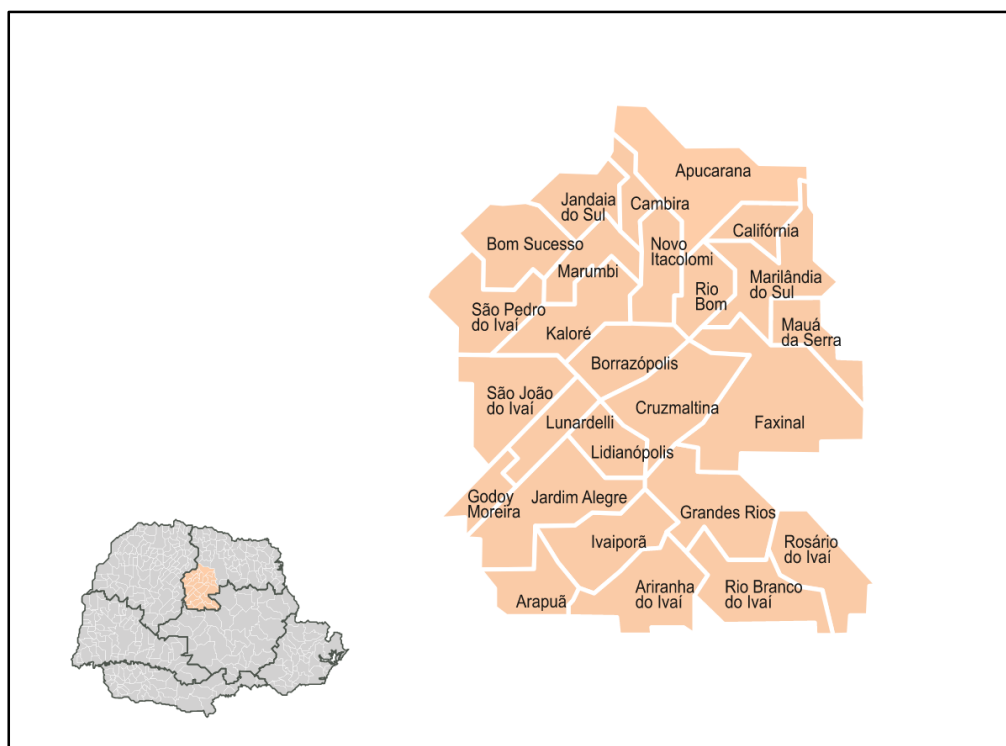 Apucarana
Jandaia
do Sul
Cambira
Califórnia
Bom Sucesso
Novo
Itacolomi
Marumbi
Marilândia
do Sul
Rio
Bom
São Pedro
do Ivaí
Kaloré
Mauá
da Serra
Borrazópolis
São João
do Ivaí
Cruzmaltina
Lunardelli
Faxinal
Lidianópolis
Godoy
Moreira
Jardim Alegre
Grandes Rios
Ivaiporã
Rosário
do Ivaí
Arapuã
Ariranha
do Ivaí
Rio Branco
do Ivaí